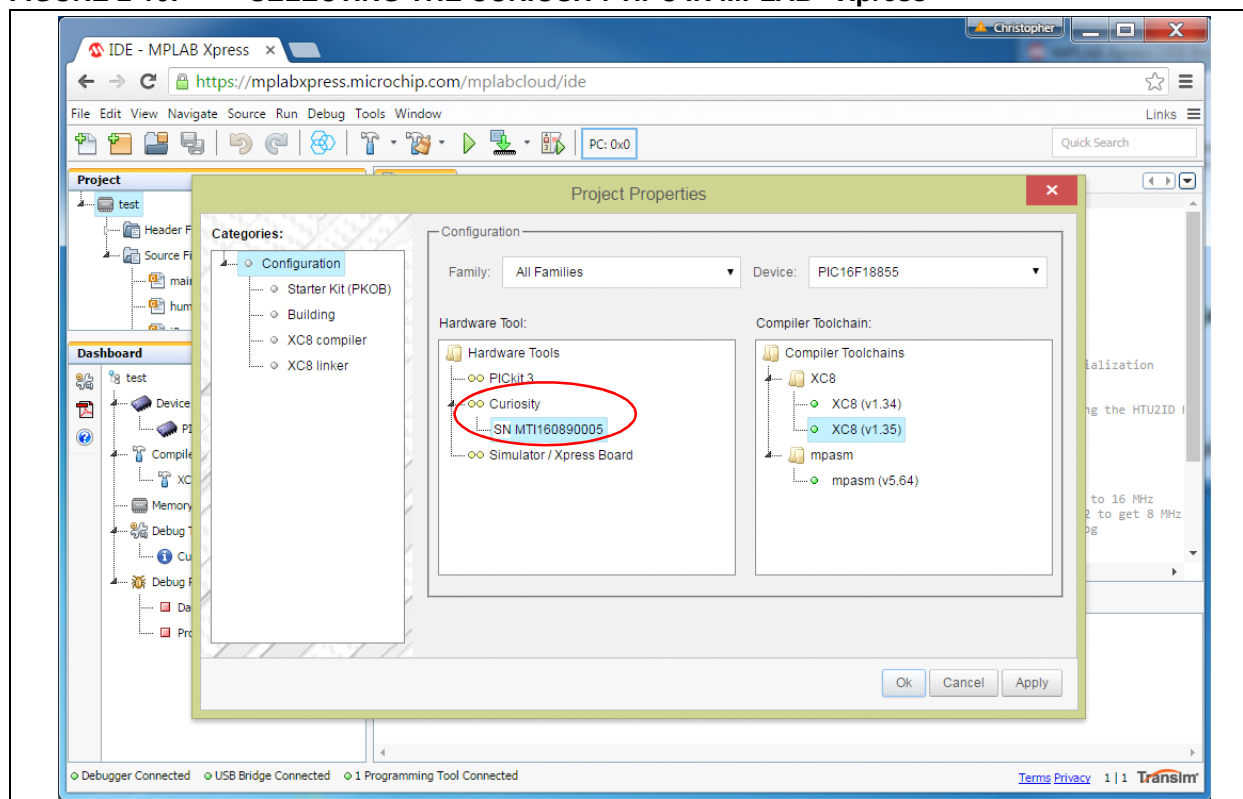 IDE - MPLAB Xpress ×
Christopher
https://mplabxpress.microchip.com/mplabcloud/ide
File Edit View Navigate Source Run Debug Tools Window
Links
PC: 0x0
Quick Search
Project
Project Properties
test
Header F
Source Fi
mai
hum
Categories:
Configuration
Starter Kit (PKOB)
Building
XC8 compiler
XC8 linker
Configuration
Family: All Families
Device: PIC16F18855
Hardware Tool:
Hardware Tools
PICkit 3
Curiosity
SN MTI160890005
Simulator / Xpress Board
Compiler Toolchain:
Compiler Toolchains
XC8
XC8 (v1.34)
XC8 (v1.35)
mpasm
mpasm (v5.64)
ialization
ng the HTU2ID
to 16 MHz
2 to get 8 MHz
Dashboard
test
Device
PI
Compile
XC
Memory
Debug T
Cu
Debug R
Da
Pro
Ok Cancel Apply
Debugger Connected USB Bridge Connected 1 Programming Tool Connected
Terms Privacy 1 | 1 Transim